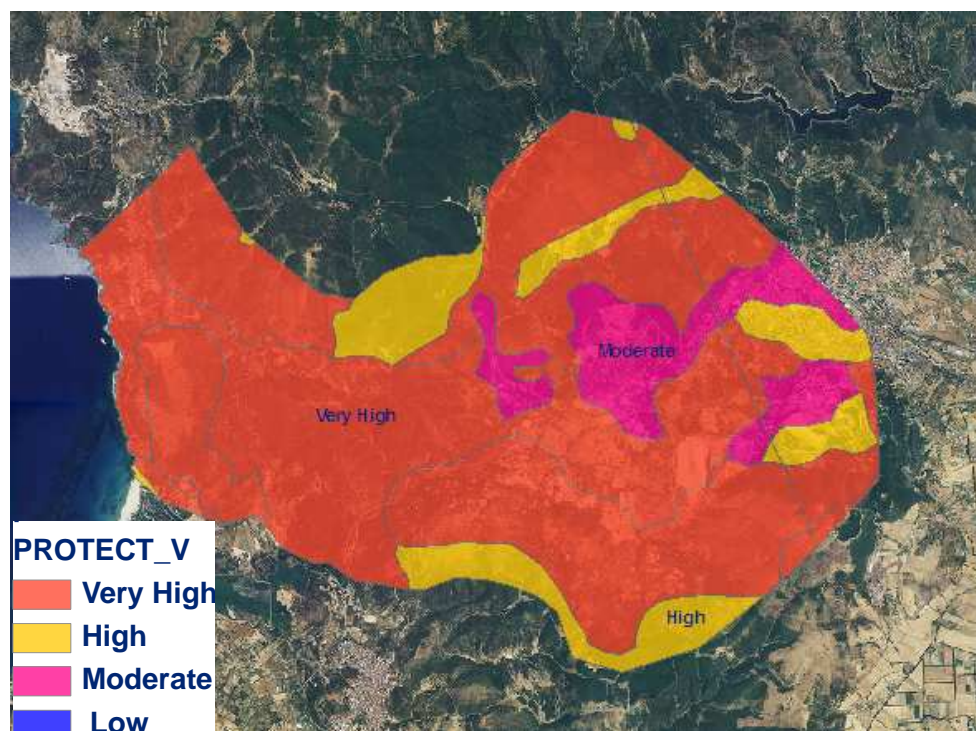 Moderate
Very High
High
PROTECT_V
Very High
High
Moderate
Low